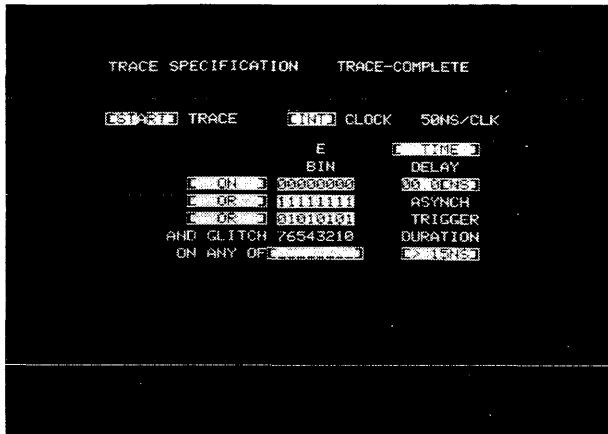 TRACE SPECIFICATION TRACE-COMPLETE
[START] TRACE [INT] CLOCK 50NS/CLK
E [ TIME ]
BIN DELAY
[ ON ] 00000000 [00.0CNS]
[ OR ] 11111111 ASYNCH
[ OR ] 01010101 TRIGGER
AND GLITCH 76543210 DURATION
ON ANY OF [........] [> 15NS]